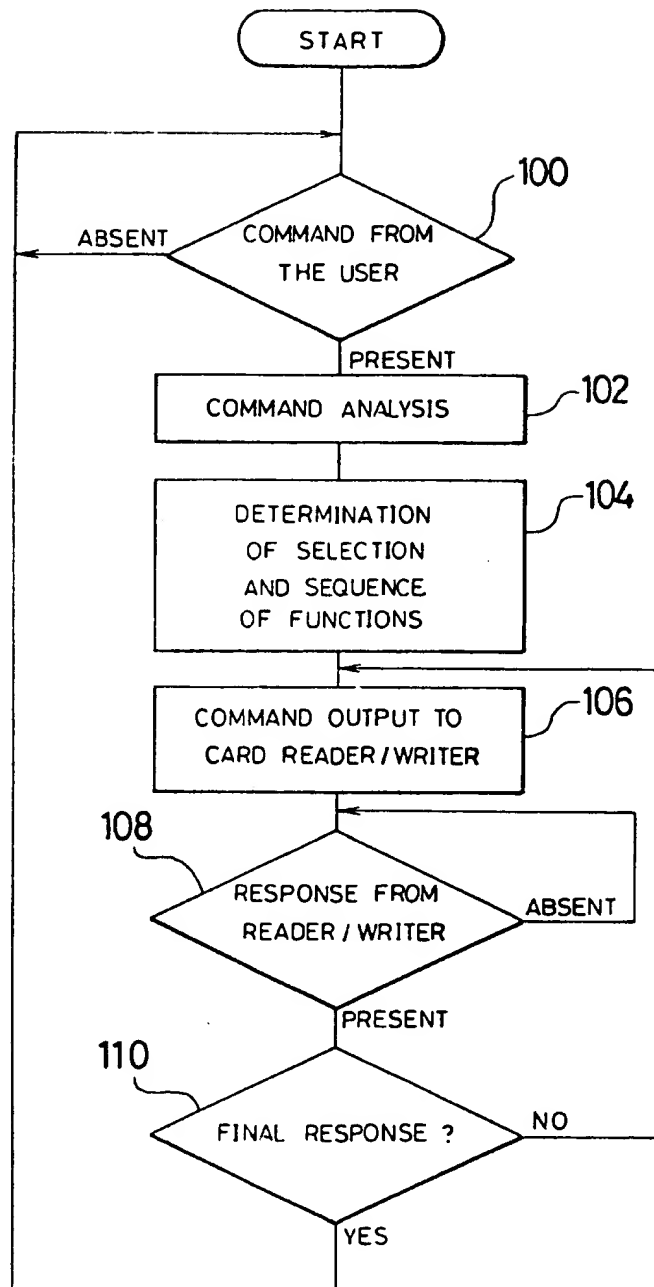 START
100
COMMAND FROM
THE USER
ABSENT
PRESENT
COMMAND ANALYSIS
102
DETERMINATION
OF SELECTION
AND SEQUENCE
OF FUNCTIONS
104
COMMAND OUTPUT TO
CARD READER/WRITER
106
108
RESPONSE FROM
READER/WRITER
ABSENT
PRESENT
110
FINAL RESPONSE ?
NO
YES